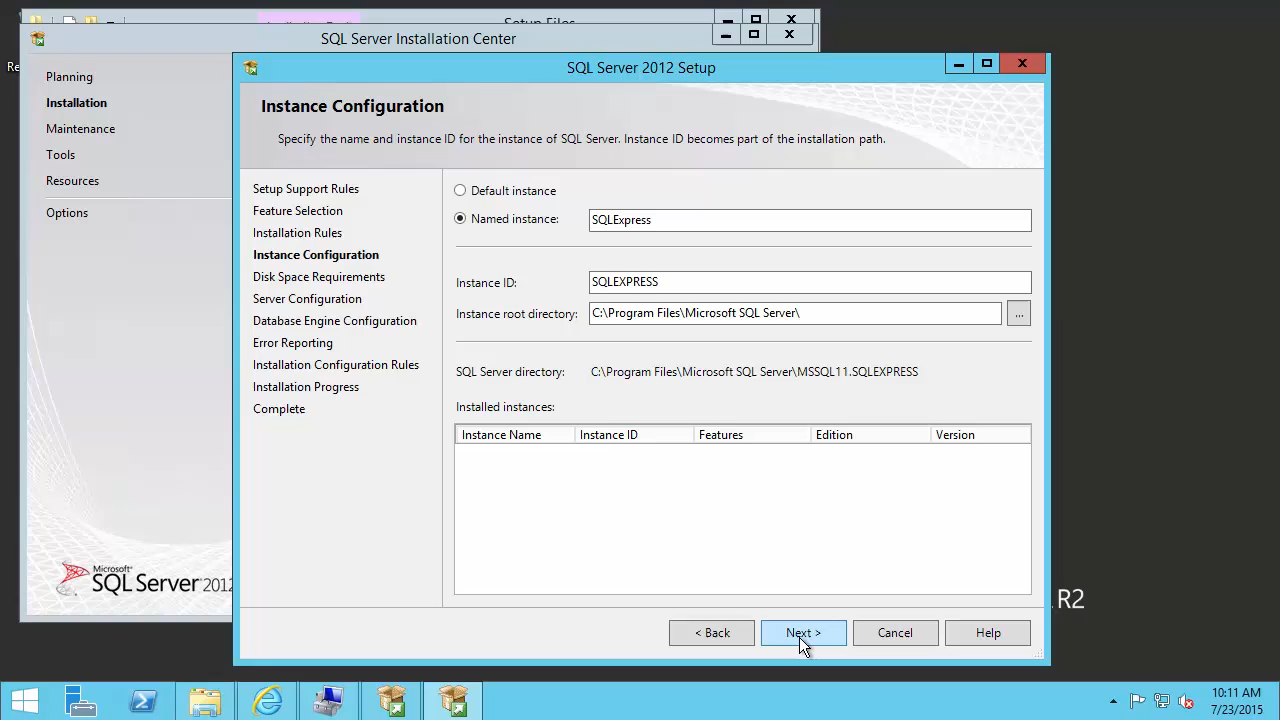 SQL Server Installation Center
SQL Server 2012 Setup
Re
Planning
Installation
Maintenance
Tools
Resources
Options
Microsoft®
SQL Server 2012
Instance Configuration
Specify the name and instance ID for the instance of SQL Server. Instance ID becomes part of the installation path.
Setup Support Rules
Feature Selection
Installation Rules
Instance Configuration
Disk Space Requirements
Server Configuration
Database Engine Configuration
Error Reporting
Installation Configuration Rules
Installation Progress
Complete
Default instance
Named instance: SQLExpress
Instance ID: SQLEXPRESS
Instance root directory: C:\Program Files\Microsoft SQL Server\ ...
SQL Server directory: C:\Program Files\Microsoft SQL Server\MSSQL11.SQLEXPRESS
Installed instances:
Instance Name Instance ID Features Edition Version
< Back Next > Cancel Help
R2
10:11 AM
7/23/2015